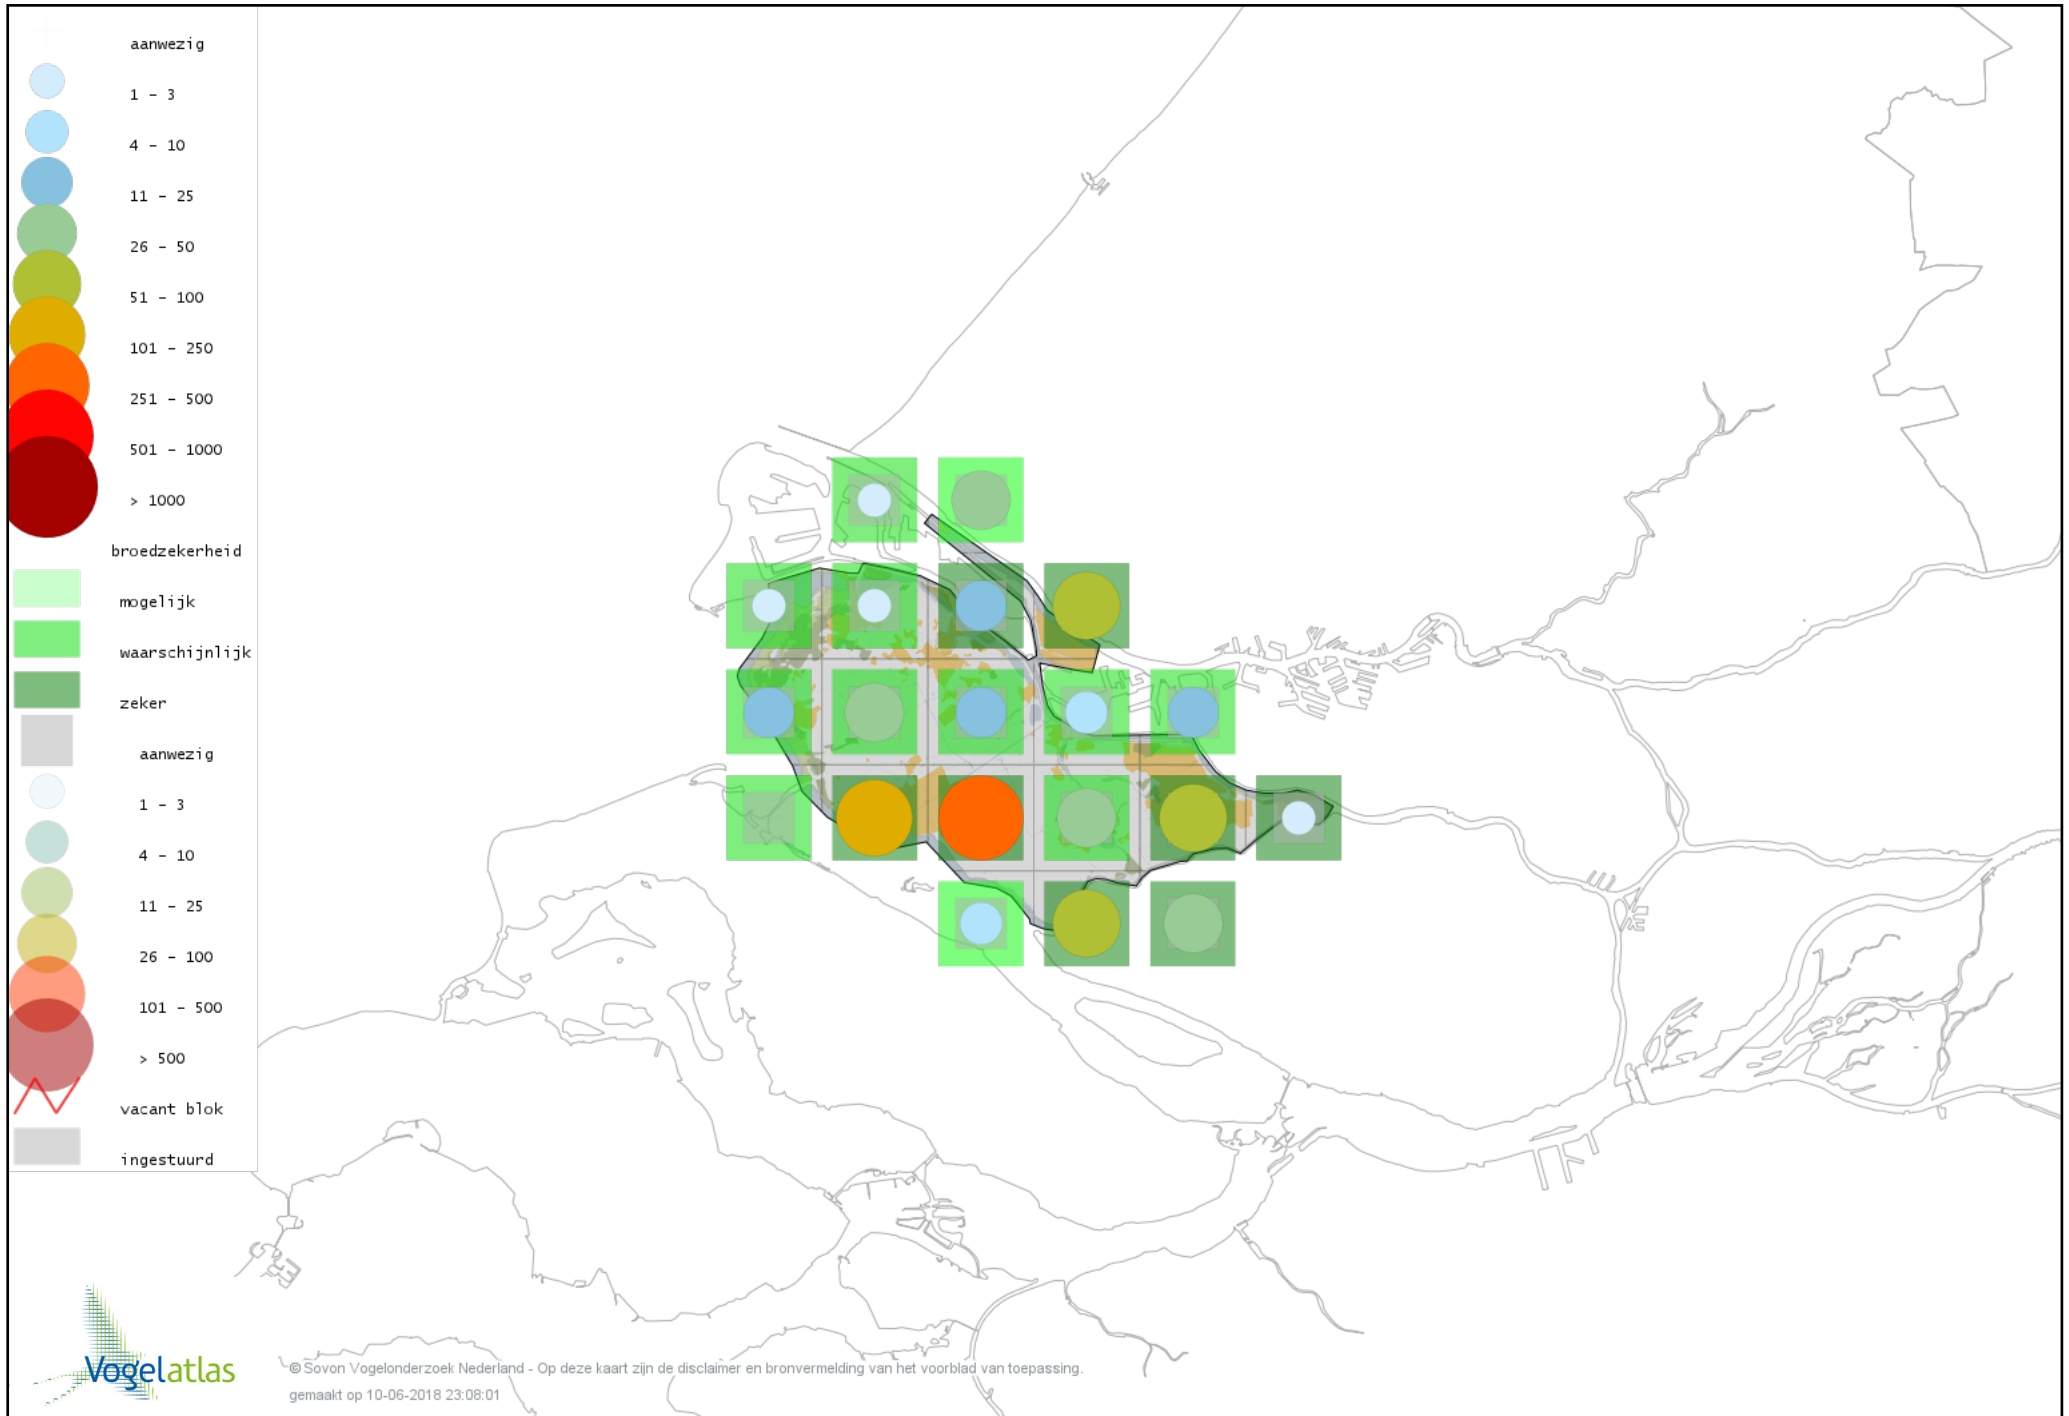 aanwezig
1 - 3
4 - 10
11 - 25
26 - 50
51 - 100
101 - 250
251 - 500
501 - 1000
> 1000
broedzekerheid
mogelijk
waarschijnlijk
zeker
aanwezig
1 - 3
4 - 10
11 - 25
26 - 100
101 - 500
> 500
vacant blok
ingestuurd
Vogelatlas
© Sovon Vogelonderzoek Nederland - Op deze kaart zijn de disclaimer en bronvermelding van het voorblad van toepassing.
gemaakt op 10-06-2018 23:08:01